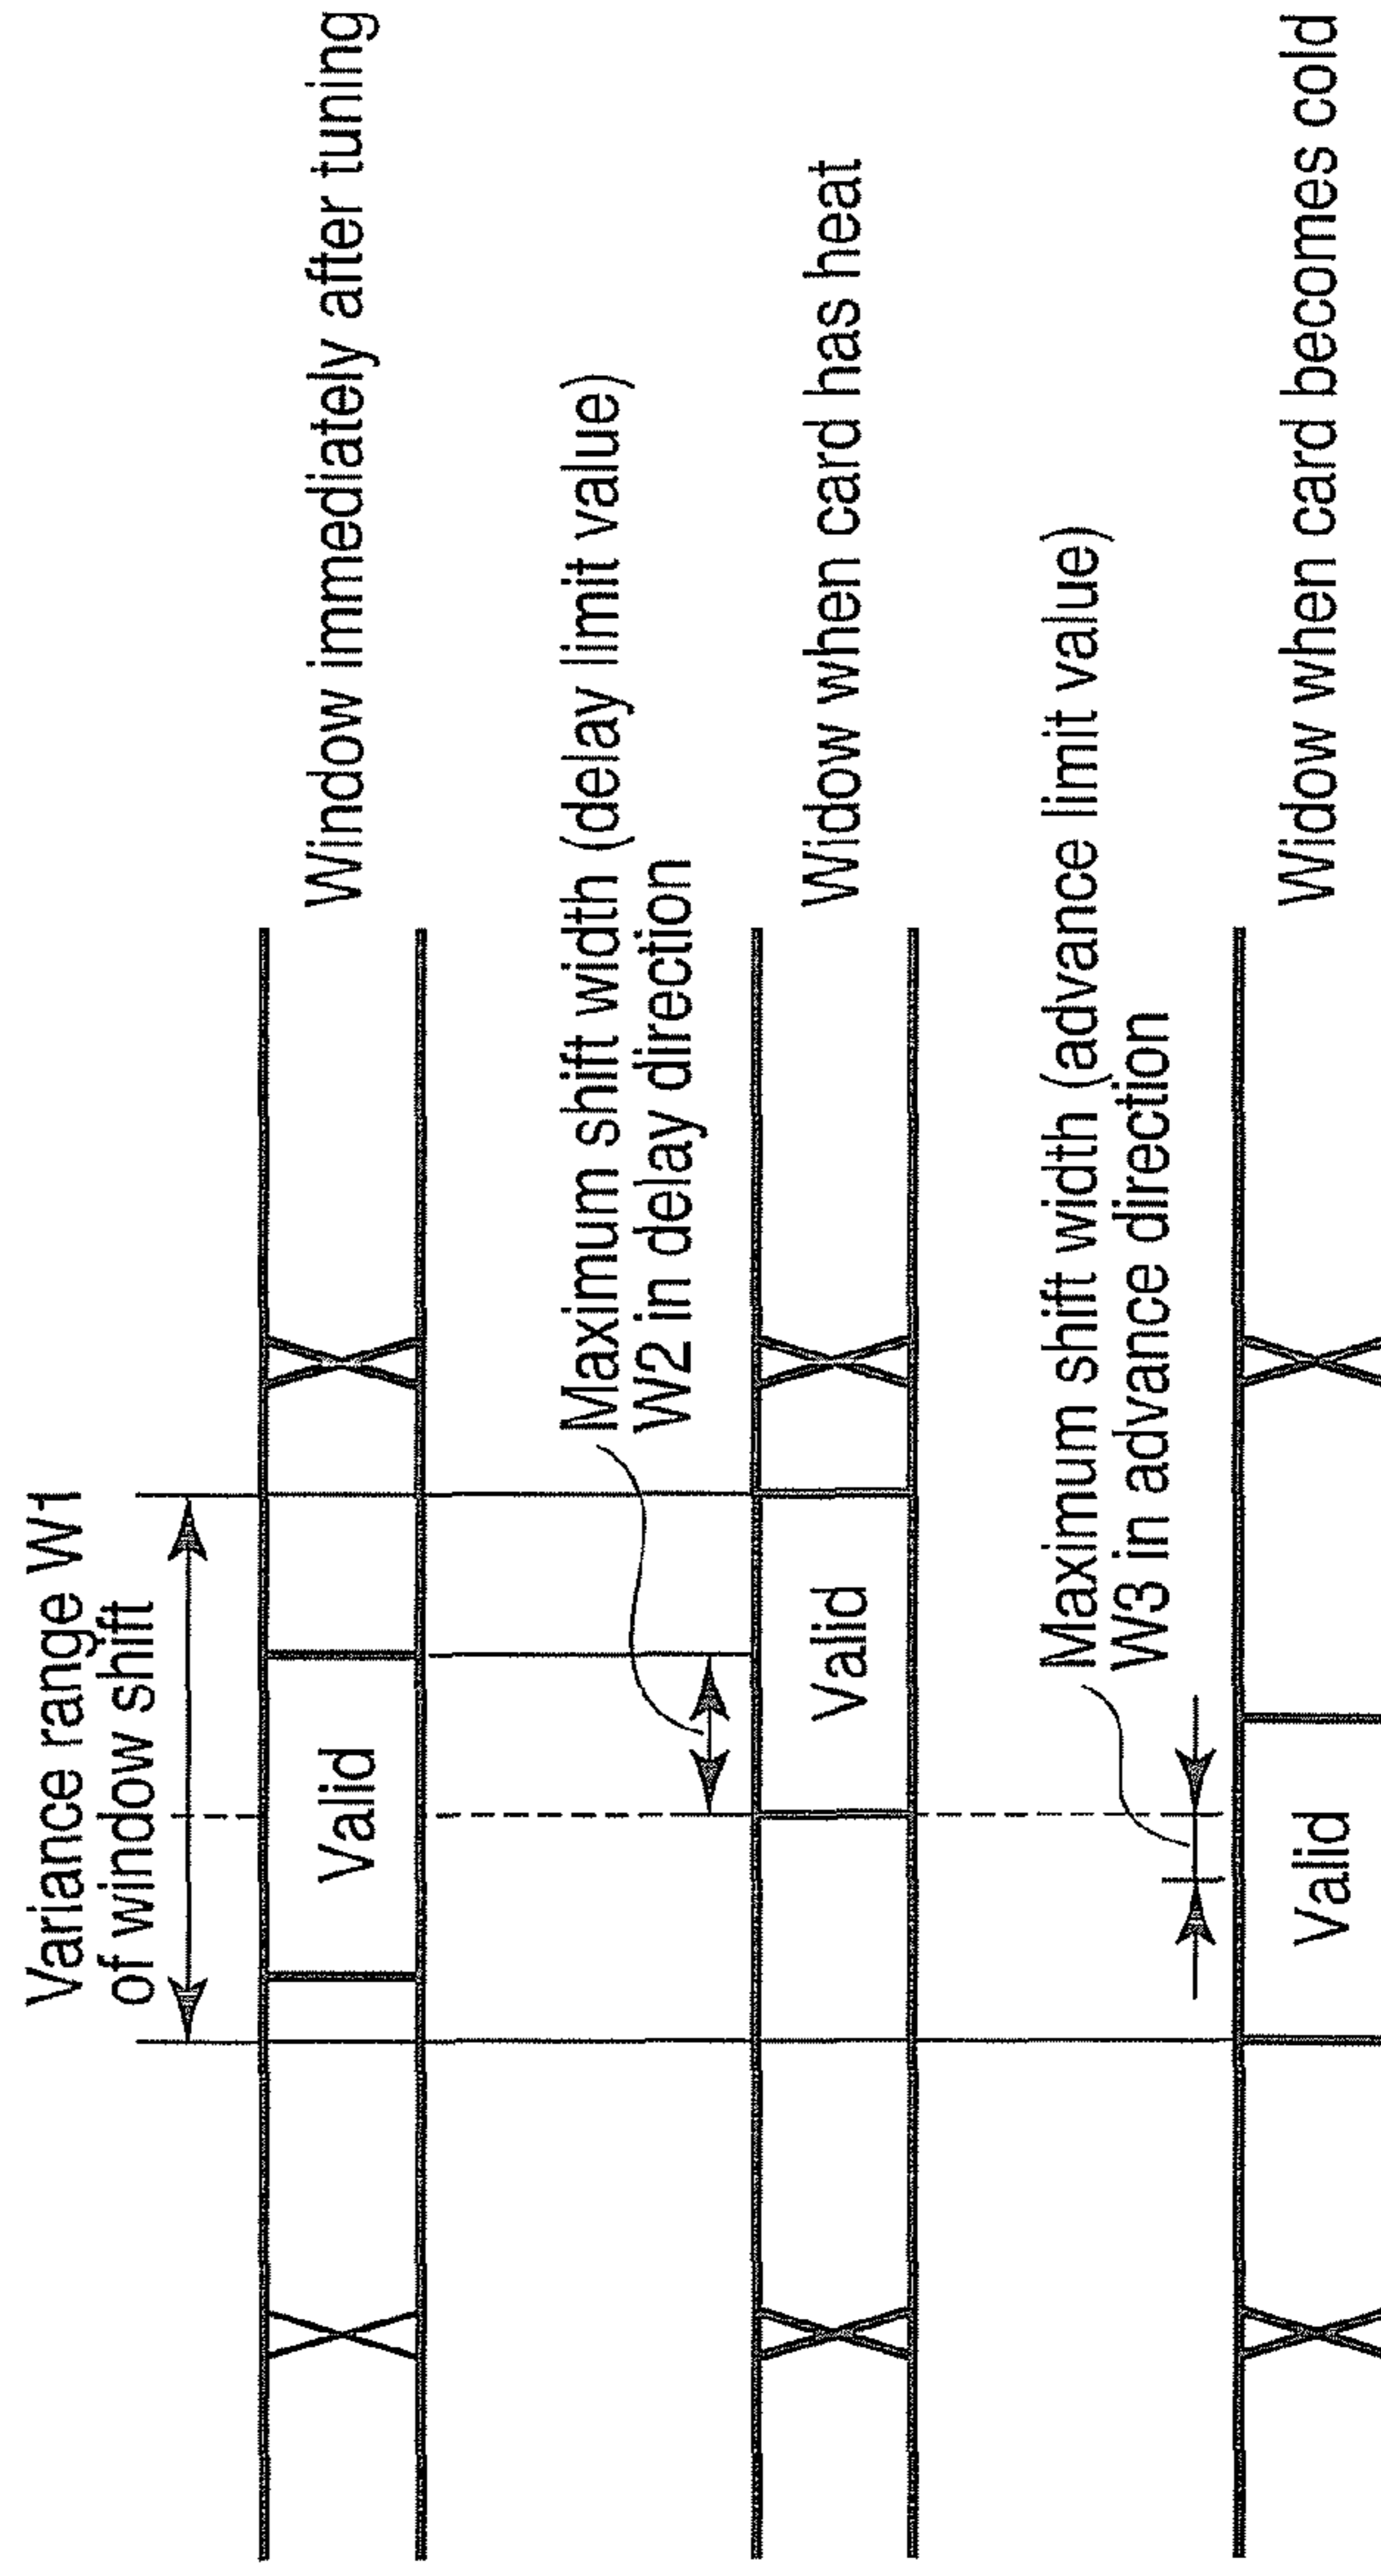 Variance range W1
of window shift
Valid
Window immediately after tuning
Maximum shift width (delay limit value)
W2 in delay direction
Valid
Widow when card has heat
Maximum shift width (advance limit value)
W3 in advance direction
Valid
Widow when card becomes cold